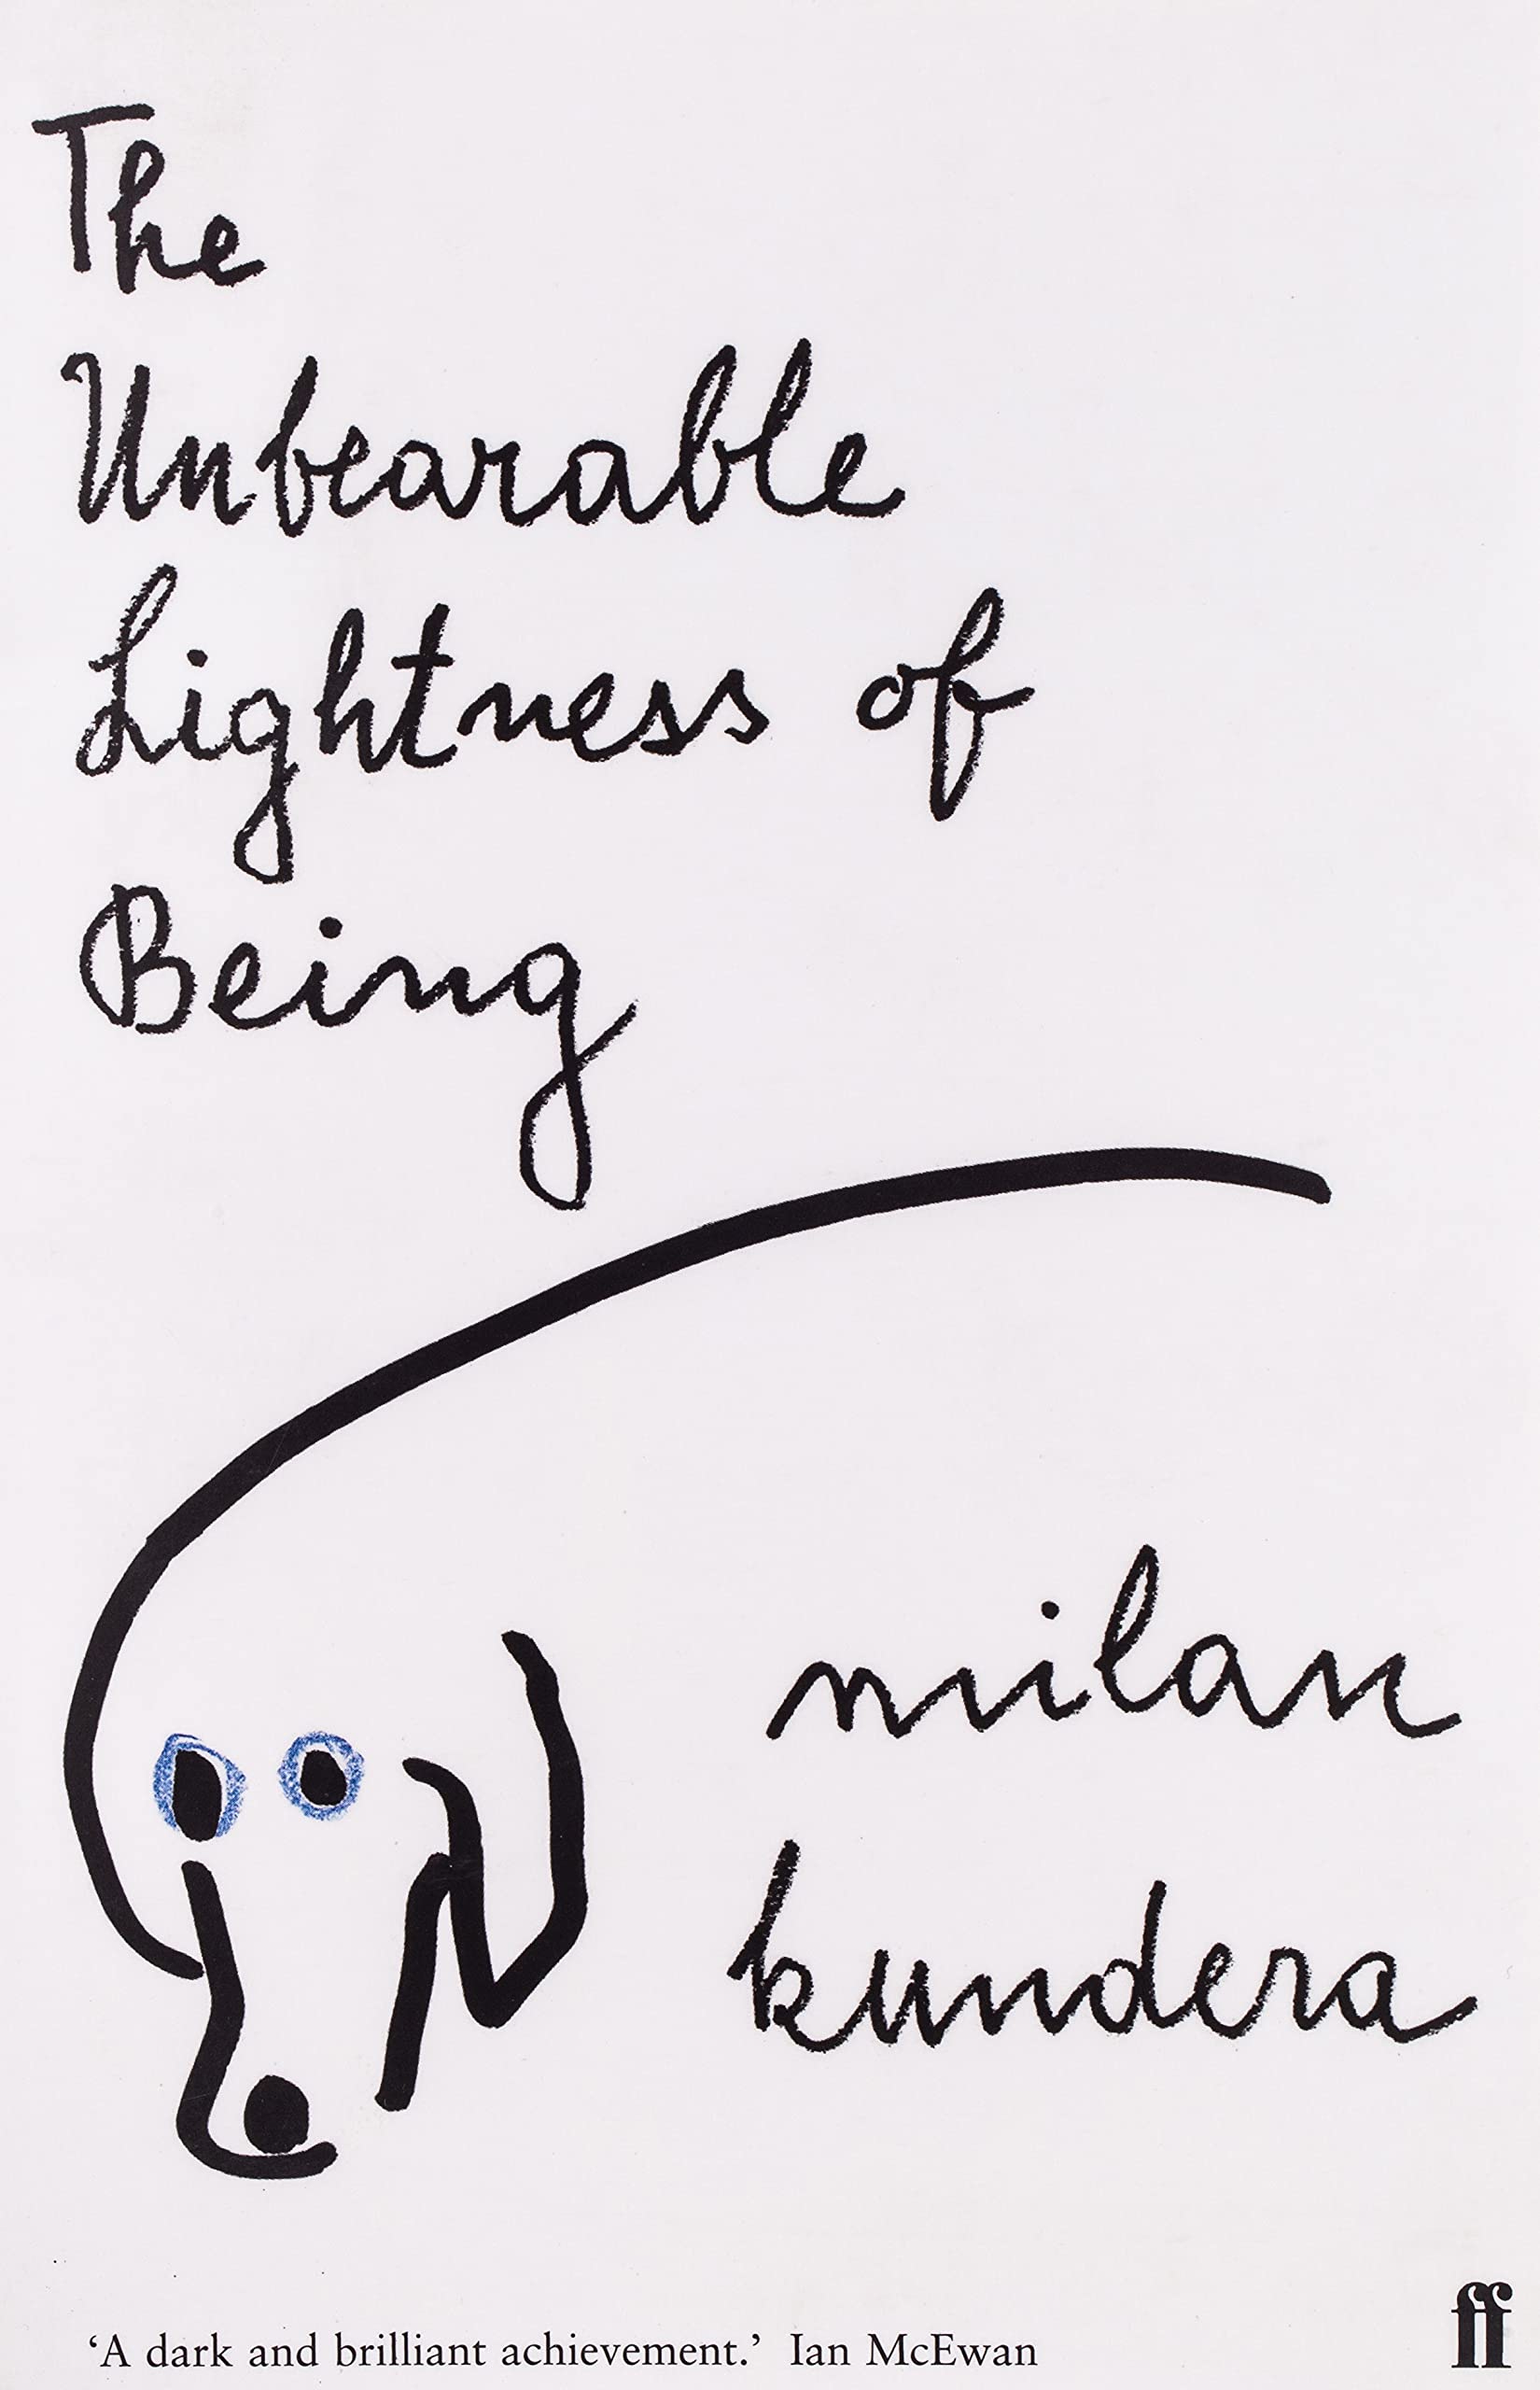 The
Unbearable
Lightness of
Being
milan
kundera
‘A dark and brilliant achievement.’ Ian McEwan
ff